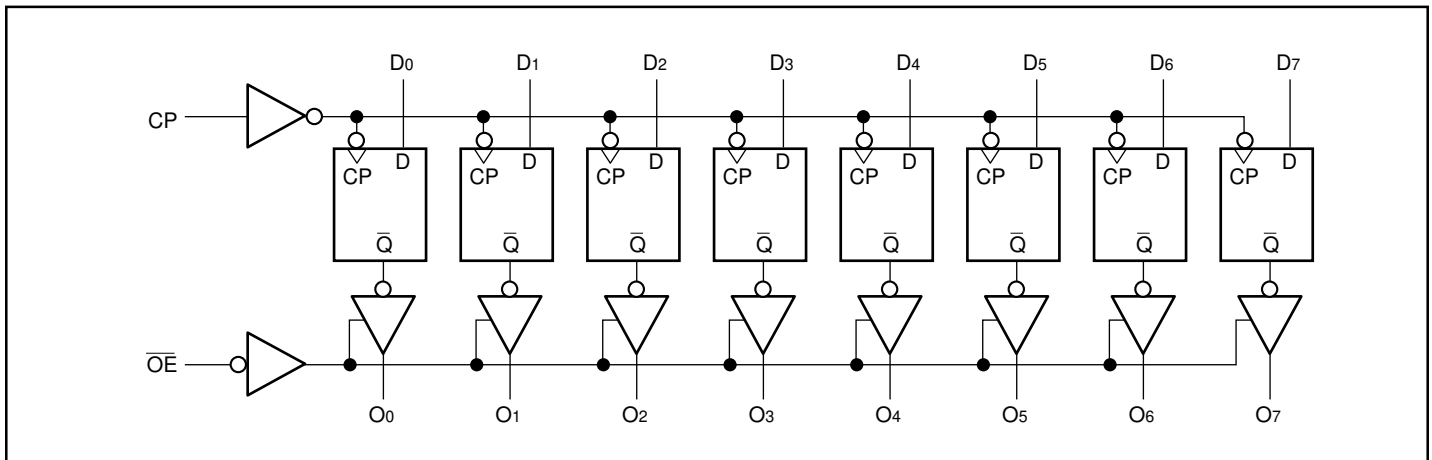 D0 D1 D2 D3 D4 D5 D6 D7
CP
D D D D D D D D
CP CP CP CP CP CP CP CP
Q̅ Q̅ Q̅ Q̅ Q̅ Q̅ Q̅ Q̅
O̅E̅
O0 O1 O2 O3 O4 O5 O6 O7